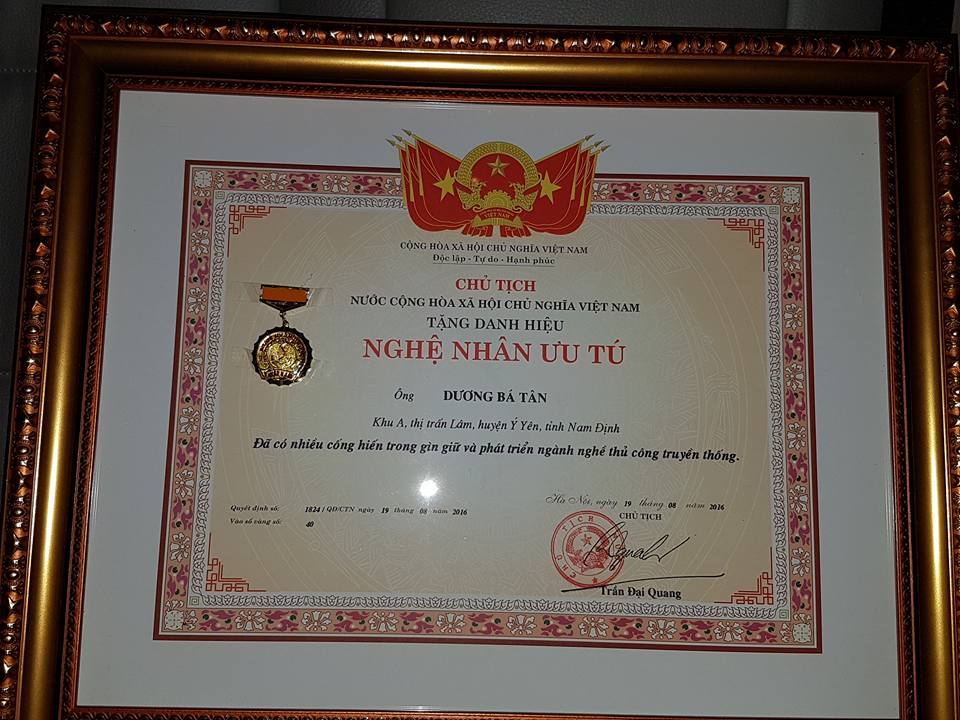 VIỆT NAM
CỘNG HÒA XÃ HỘI CHỦ NGHĨA VIỆT NAM
Độc lập - Tự do - Hạnh phúc
CHỦ TỊCH
NƯỚC CỘNG HÒA XÃ HỘI CHỦ NGHĨA VIỆT NAM
TẶNG DANH HIỆU
NGHỆ NHÂN ƯU TÚ
Ông DƯƠNG BÁ TÂN
Khu A, thị trấn Lâm, huyện Ý Yên, tỉnh Nam Định
Đã có nhiều cống hiến trong gìn giữ và phát triển ngành nghề thủ công truyền thống.
Quyết định số: 1824 / QĐ/CTN ngày 19 tháng 08 năm 2016
Vào sổ vàng số: 40
Hà Nội, ngày 19 tháng 08 năm 2016
CHỦ TỊCH
CHỦ TỊCH
Trần Đại Quang